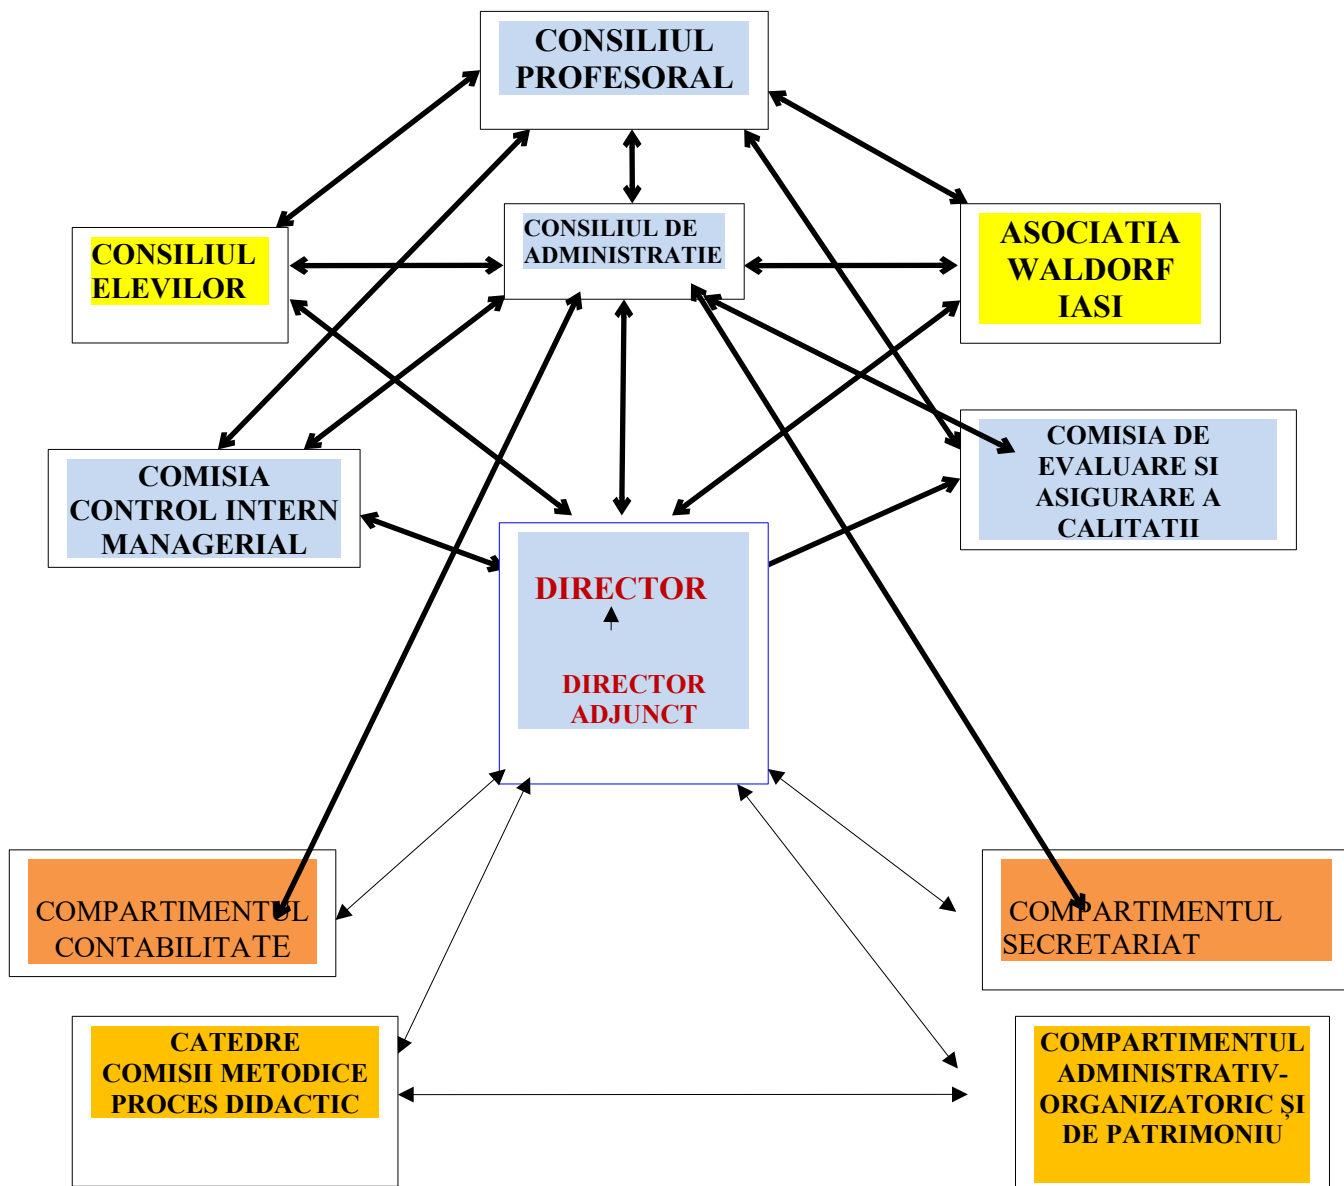 CONSILIUL
PROFESORAL
CONSILIUL
ELEVILOR
CONSILIUL DE
ADMINISTRATIE
ASOCIATIA
WALDORF
IASI
COMISIA
CONTROL INTERN
MANAGERIAL
COMISIA DE
EVALUARE SI
ASIGURARE A
CALITATII
DIRECTOR
DIRECTOR
ADJUNCT
COMPARTIMENTUL
CONTABILITATE
COMPARTIMENTUL
SECRETARIAT
CATEDRE
COMISII METODICE
PROCES DIDACTIC
COMPARTIMENTUL
ADMINISTRATIV-
ORGANIZATORIC ȘI
DE PATRIMONIU